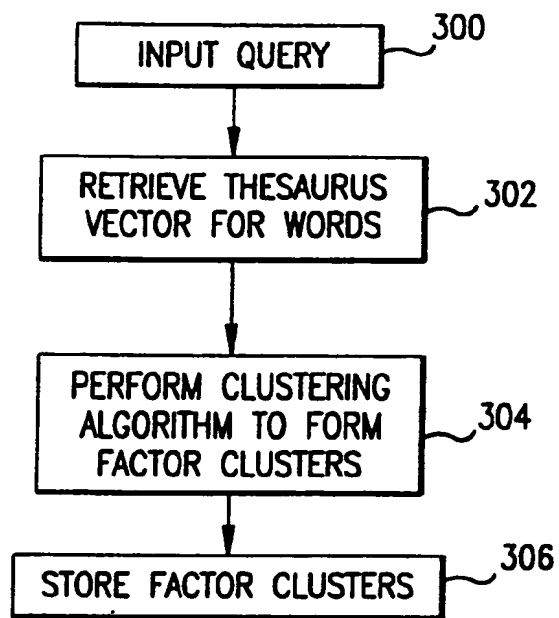 INPUT QUERY
300
RETRIEVE THESAURUS
VECTOR FOR WORDS
302
PERFORM CLUSTERING
ALGORITHM TO FORM
FACTOR CLUSTERS
304
STORE FACTOR CLUSTERS
306